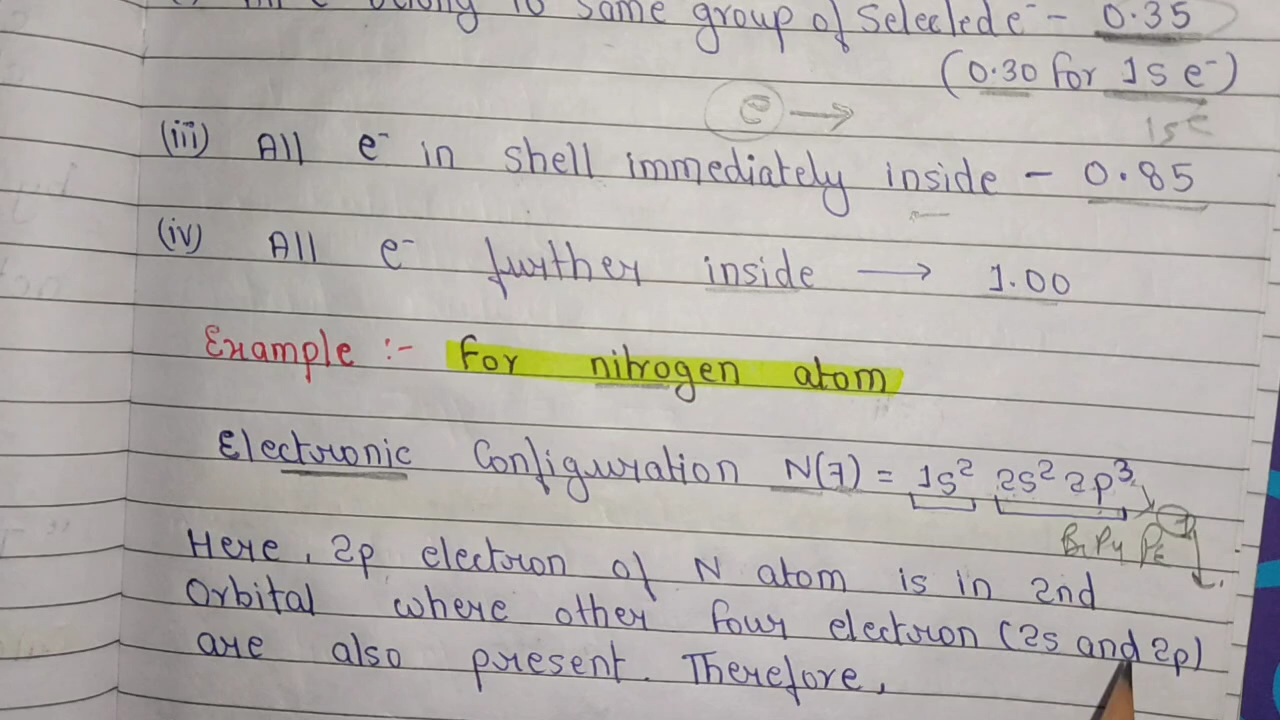 to same group of Selected e⁻ - 0.35
(0.30 for 1s e⁻)
e →
1s e
(iii) All e⁻ in shell immediately inside - 0.85
(iv) All e⁻ further inside → 1.00
Example :- For nitrogen atom
Electronic Configuration N(7) = 1s² 2s² 2p³
Here, 2p electron of N atom is in 2nd
Orbital where other four electron (2s and 2p)
are also present. Therefore,